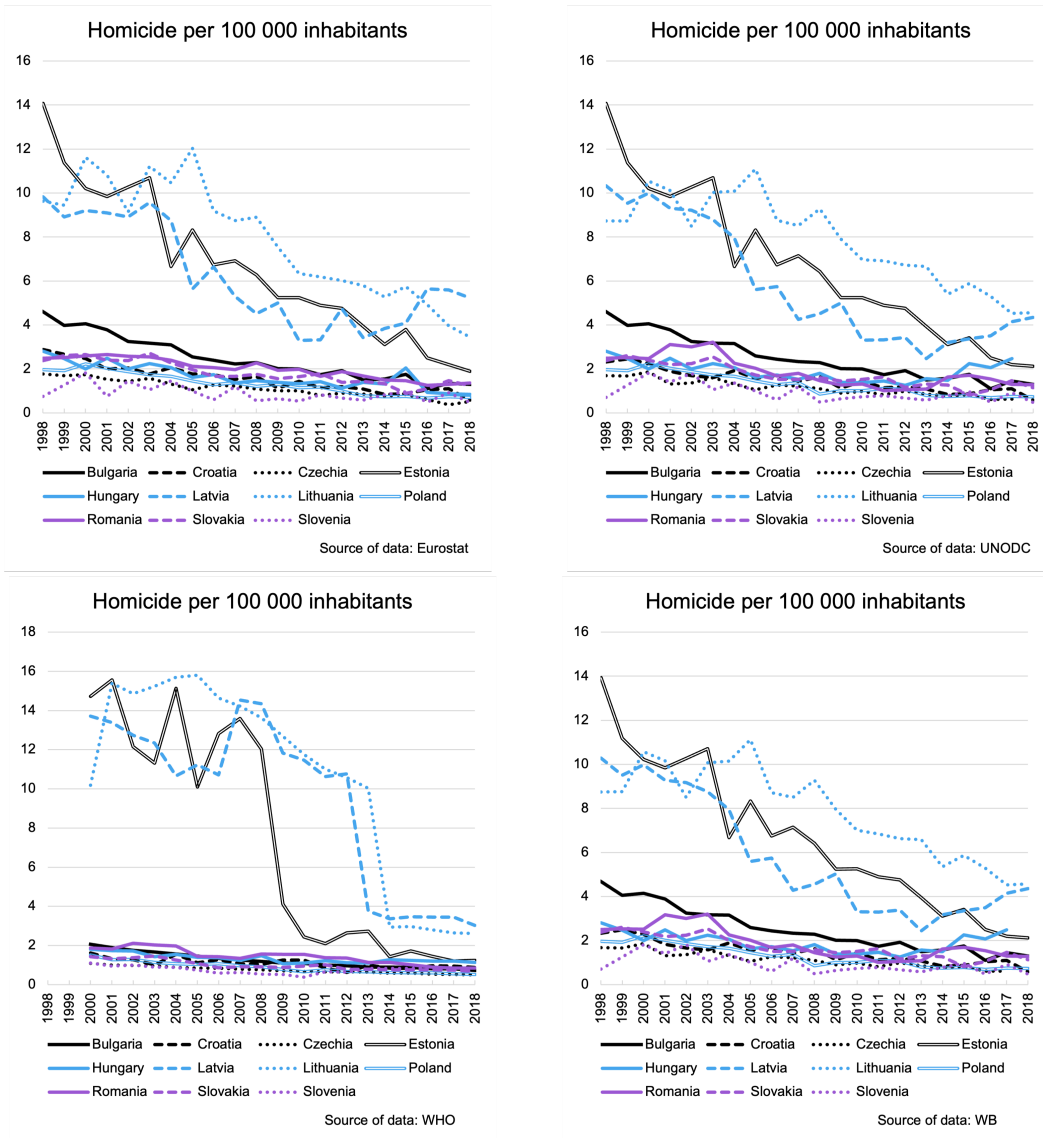 Homicide per 100 000 inhabitants
16
14
12
10
8
6
4
2
0
1998 1999 2000 2001 2002 2003 2004 2005 2006 2007 2008 2009 2010 2011 2012 2013 2014 2015 2016 2017 2018
Bulgaria Croatia Czechia Estonia
Hungary Latvia Lithuania Poland
Romania Slovakia Slovenia
Source of data: Eurostat
Homicide per 100 000 inhabitants
16
14
12
10
8
6
4
2
0
1998 1999 2000 2001 2002 2003 2004 2005 2006 2007 2008 2009 2010 2011 2012 2013 2014 2015 2016 2017 2018
Bulgaria Croatia Czechia Estonia
Hungary Latvia Lithuania Poland
Romania Slovakia Slovenia
Source of data: UNODC
Homicide per 100 000 inhabitants
18
16
14
12
10
8
6
4
2
0
1998 1998 2000 2001 2002 2003 2004 2005 2006 2007 2008 2009 2010 2011 2012 2013 2014 2015 2016 2017 2018
Bulgaria Croatia Czechia Estonia
Hungary Latvia Lithuania Poland
Romania Slovakia Slovenia
Source of data: WHO
Homicide per 100 000 inhabitants
16
14
12
10
8
6
4
2
0
1998 1999 2000 2001 2002 2003 2004 2005 2006 2007 2008 2009 2010 2011 2012 2013 2014 2015 2016 2017 2018
Bulgaria Croatia Czechia Estonia
Hungary Latvia Lithuania Poland
Romania Slovakia Slovenia
Source of data: WB